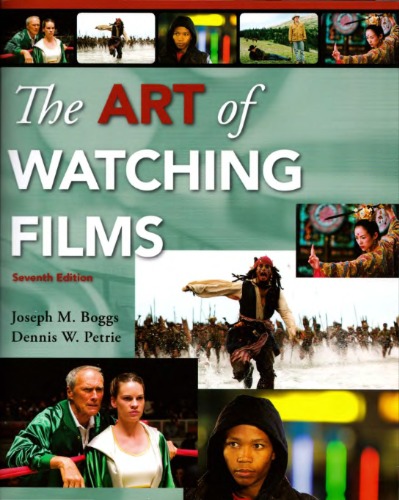 The ART of
WATCHING
FILMS
Seventh Edition
Joseph M. Boggs
Dennis W. Petrie